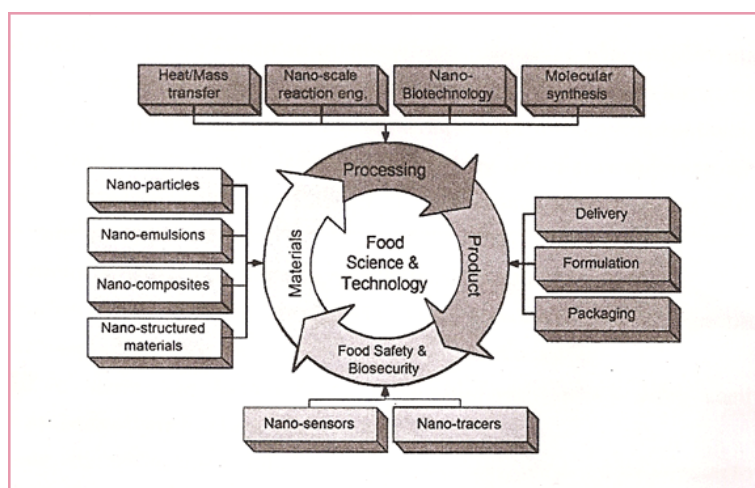 Heat/Mass
transfer
Nano-scale
reaction eng.
Nano-
Biotechnology
Molecular
synthesis
Processing
Nano-particles
Nano-emulsions
Nano-composites
Nano-structured
materials
Materials
Food
Science &
Technology
Product
Delivery
Formulation
Packaging
Food Safety &
Biosecurity
Nano-sensors
Nano-tracers